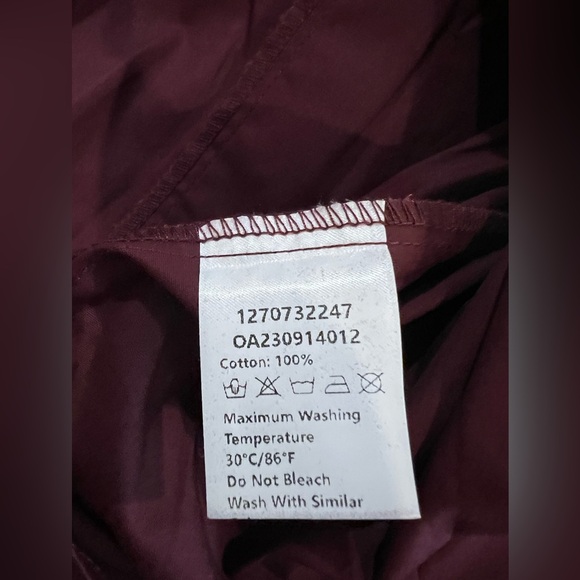 1270732247
OA230914012
Cotton: 100%
Maximum Washing
Temperature
30°C/86°F
Do Not Bleach
Wash With Similar